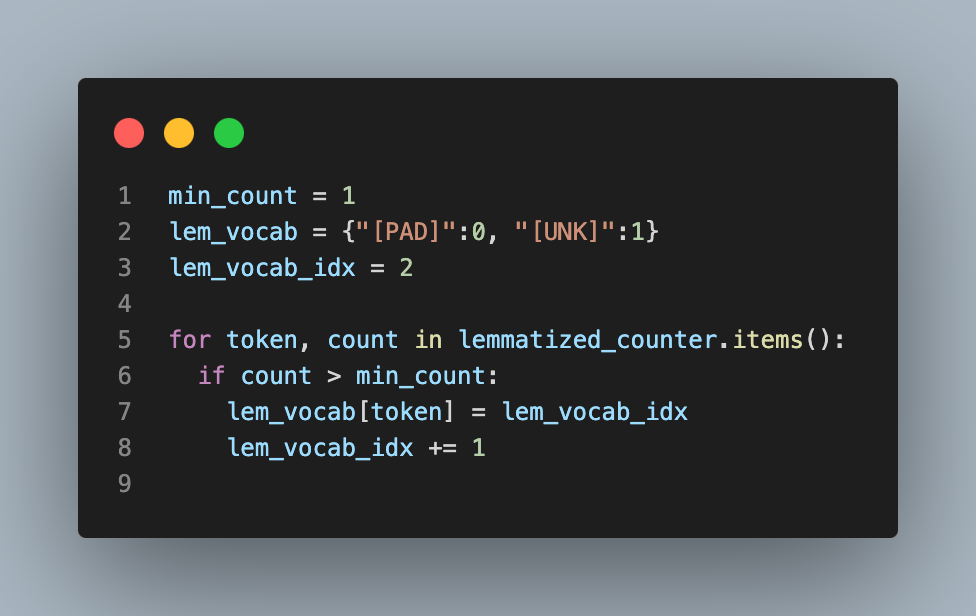 1 min_count = 1
2 lem_vocab = {"[PAD]":0, "[UNK]":1}
3 lem_vocab_idx = 2
4
5 for token, count in lemmatized_counter.items():
6   if count > min_count:
7     lem_vocab[token] = lem_vocab_idx
8     lem_vocab_idx += 1
9